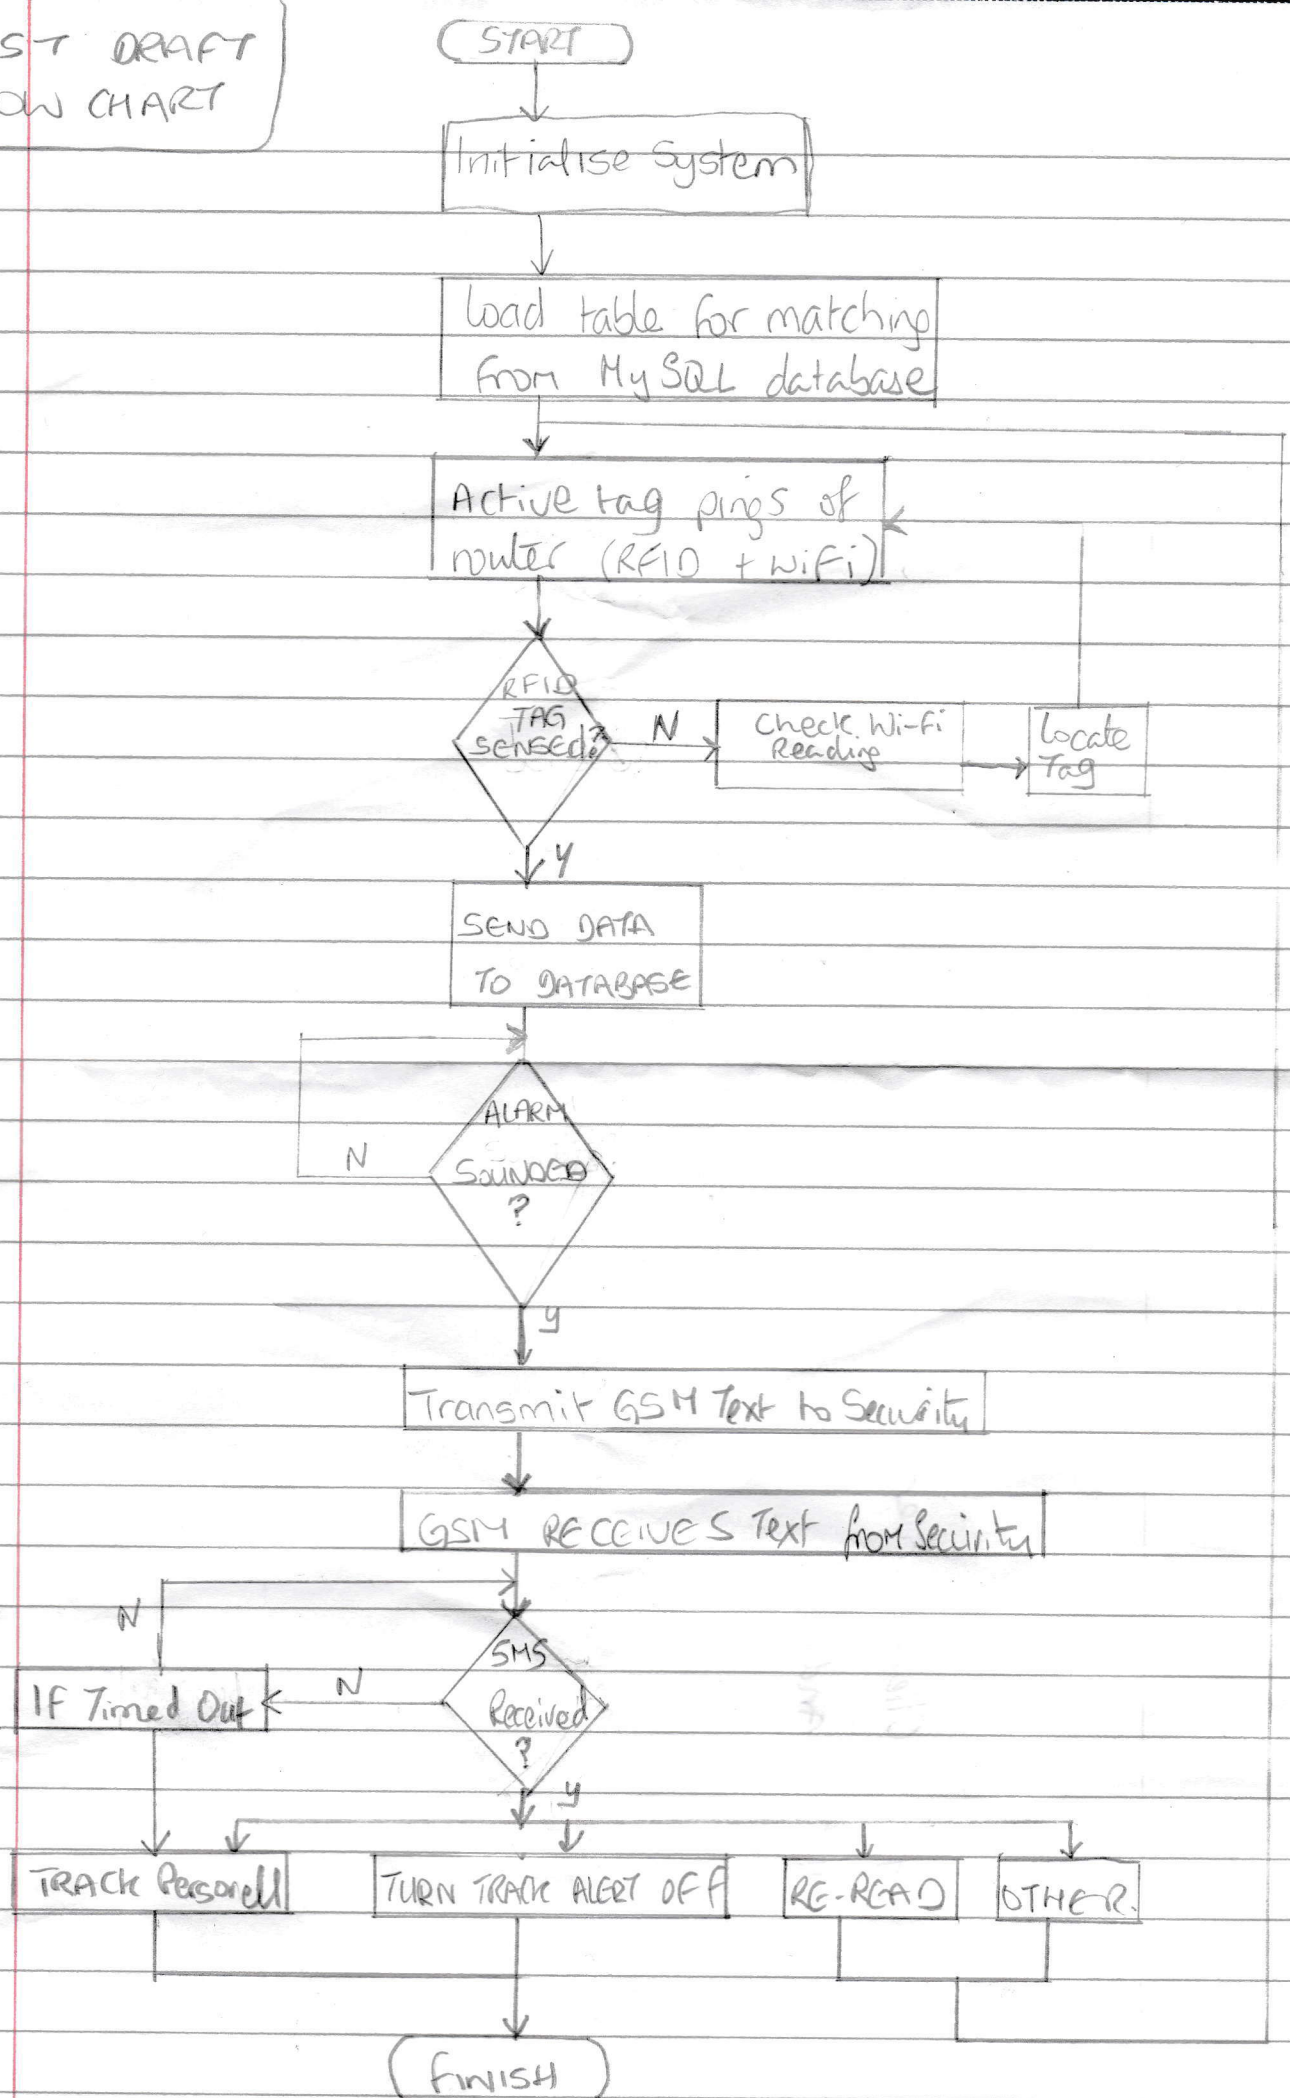 ST DRAFT
OW CHART
START
Initialise System
Load table for matching
from MySQL database
Active tag pings of
router (RFID + WiFi)
RFID
TAG
SENSED?
N
Check Wi-Fi
Reading
Locate
Tag
Y
SEND DATA
TO DATABASE
ALARM
SOUNDED
?
N
y
Transmit GSM Text to Security
GSM RECEIVES Text from Security
N
SMS
Received
?
N
IF Timed Out
y
TRACK Personell
TURN TRACK ALERT OFF
RE-READ
OTHER.
FINISH